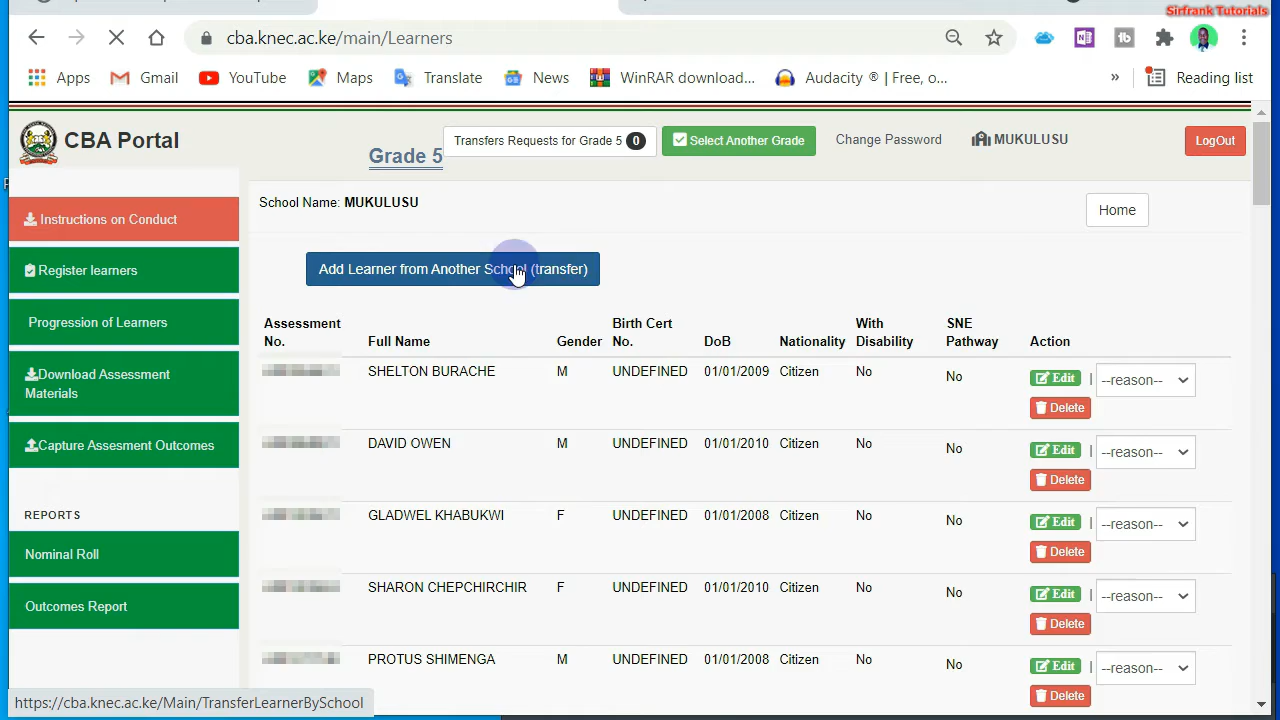 Sirfrank Tutorials
cba.knec.ac.ke/main/Learners
Apps Gmail YouTube Maps Translate News WinRAR download... Audacity ® | Free, o... » Reading list
CBA Portal
Grade 5
Transfers Requests for Grade 5 0
Select Another Grade
Change Password
MUKULUSU
LogOut
Instructions on Conduct
Register learners
Progression of Learners
Download Assessment
Materials
Capture Assesment Outcomes
REPORTS
Nominal Roll
Outcomes Report
School Name: MUKULUSU
Home
Add Learner from Another School (transfer)
Assessment No. Full Name Gender Birth Cert No. DoB Nationality With Disability SNE Pathway Action
SHELTON BURACHE M UNDEFINED 01/01/2009 Citizen No No Edit | --reason--
Delete
DAVID OWEN M UNDEFINED 01/01/2010 Citizen No No Edit | --reason--
Delete
GLADWEL KHABUKWI F UNDEFINED 01/01/2008 Citizen No No Edit | --reason--
Delete
SHARON CHEPCHIRCHIR F UNDEFINED 01/01/2010 Citizen No No Edit | --reason--
Delete
PROTUS SHIMENGA M UNDEFINED 01/01/2008 Citizen No No Edit | --reason--
Delete
https://cba.knec.ac.ke/Main/TransferLearnerBySchool